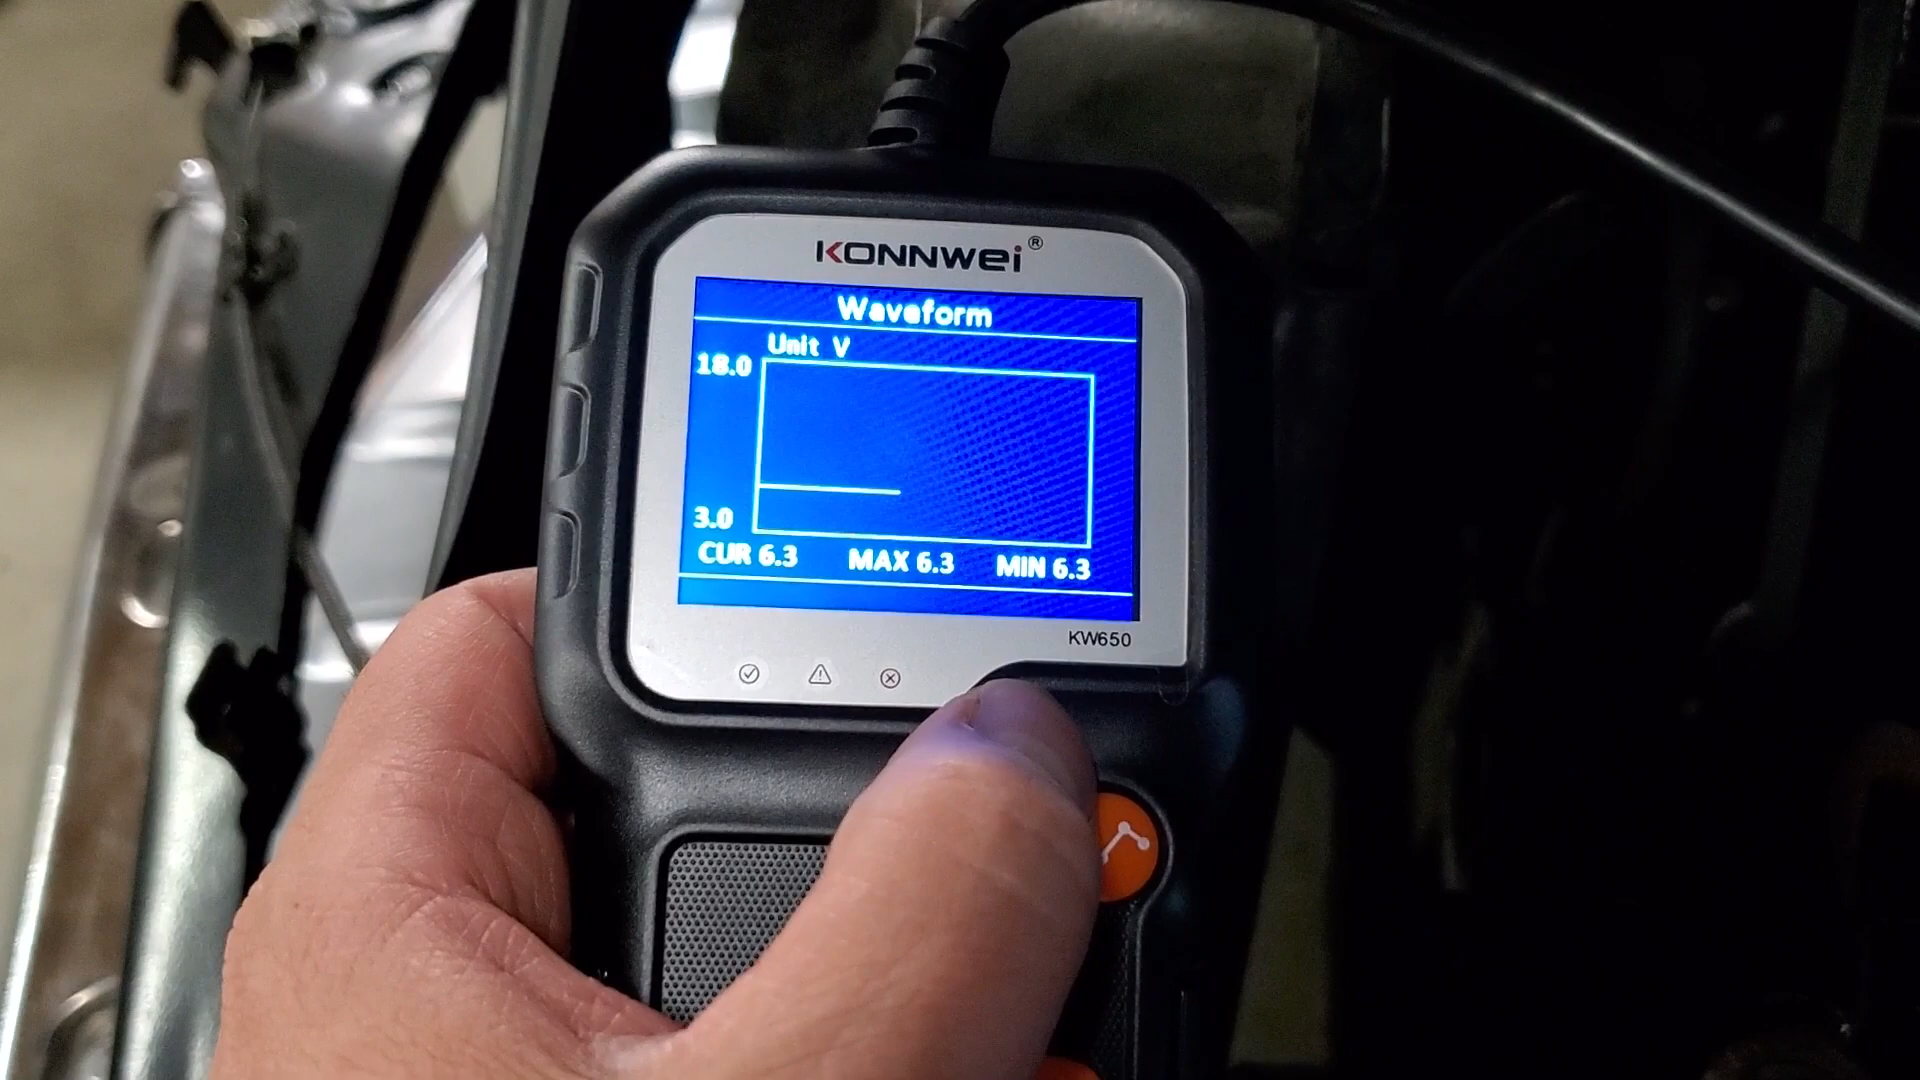 KONNWEI®
Waveform
Unit V
18.0
3.0
CUR 6.3 MAX 6.3 MIN 6.3
KW650